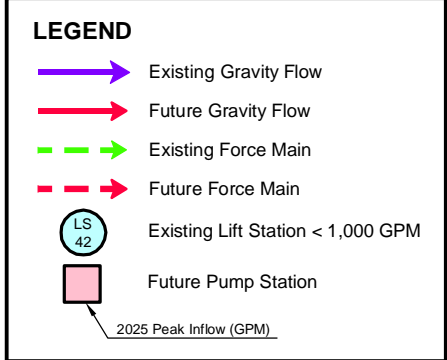 LEGEND
Existing Gravity Flow
Future Gravity Flow
Existing Force Main
Future Force Main
LS
42
Existing Lift Station < 1,000 GPM
Future Pump Station
2025 Peak Inflow (GPM)